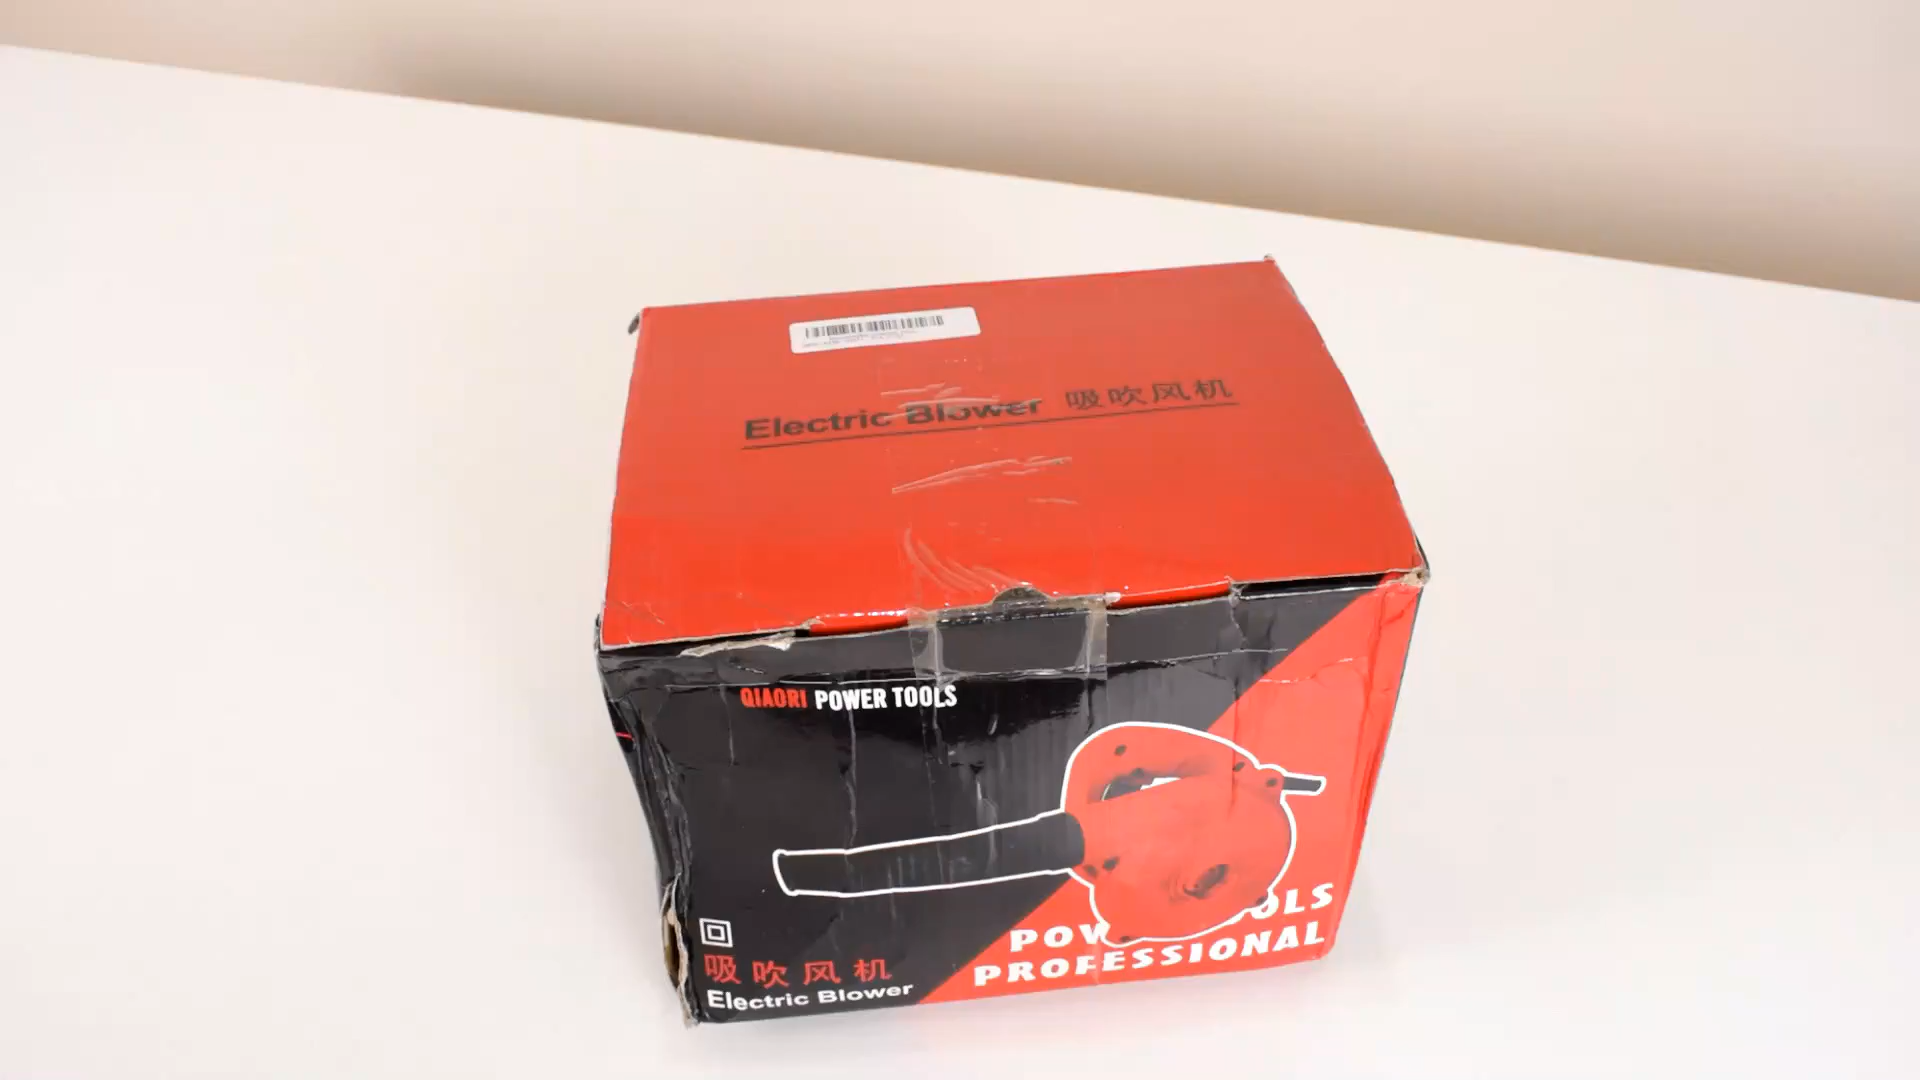 Electric Blower 吸吹风机
QIAORI POWER TOOLS
吸吹风机
Electric Blower
PROFESSIONAL